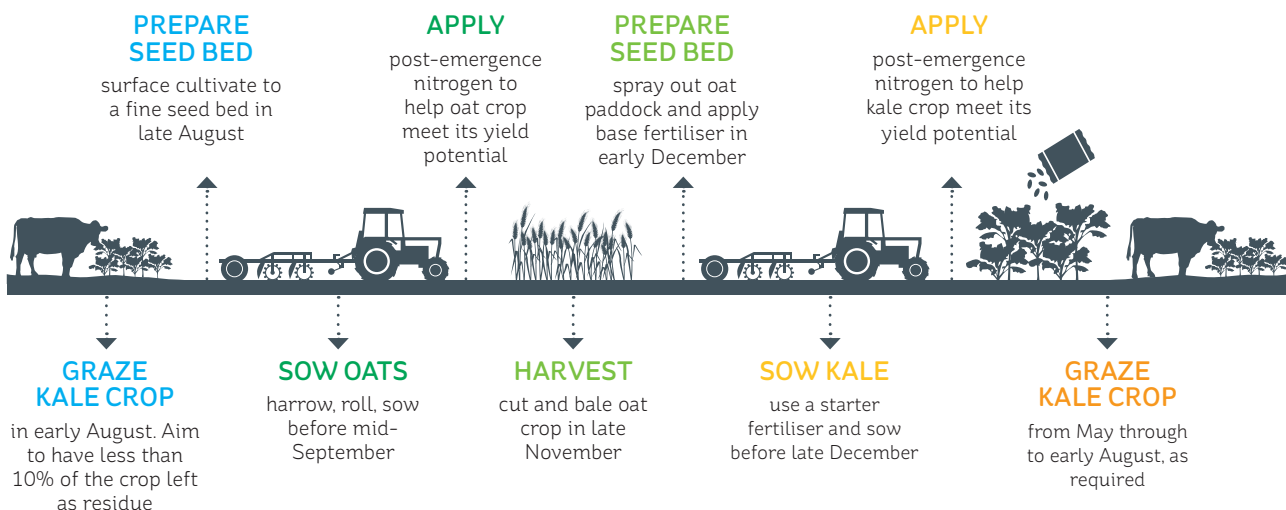 PREPARE
SEED BED
surface cultivate to
a fine seed bed in
late August
APPLY
post-emergence
nitrogen to
help oat crop
meet its yield
potential
PREPARE
SEED BED
spray out oat
paddock and apply
base fertiliser in
early December
APPLY
post-emergence
nitrogen to help
kale crop meet its
yield potential
GRAZE
KALE CROP
in early August. Aim
to have less than
10% of the crop left
as residue
SOW OATS
harrow, roll, sow
before mid-
September
HARVEST
cut and bale oat
crop in late
November
SOW KALE
use a starter
fertiliser and sow
before late December
GRAZE
KALE CROP
from May through
to early August, as
required